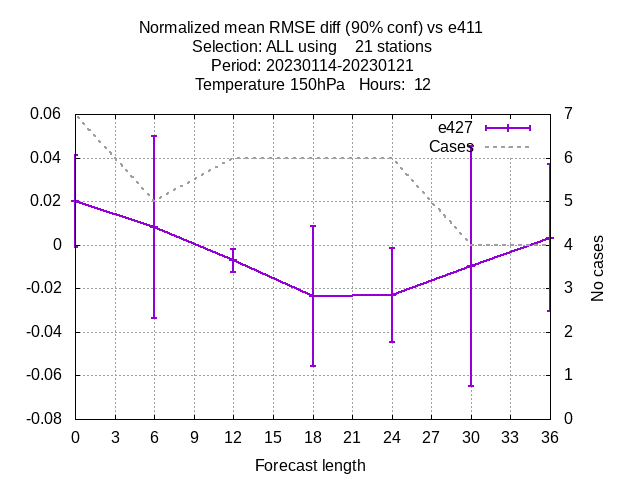 Normalized mean RMSE diff (90% conf) vs e411
Selection: ALL using    21 stations
Period: 20230114-20230121
Temperature 150hPa   Hours:  12
0.06
0.04
0.02
0
-0.02
-0.04
-0.06
-0.08
7
6
5
4
3
2
1
0
e427
Cases
No cases
0 3 6 9 12 15 18 21 24 27 30 33 36
Forecast length